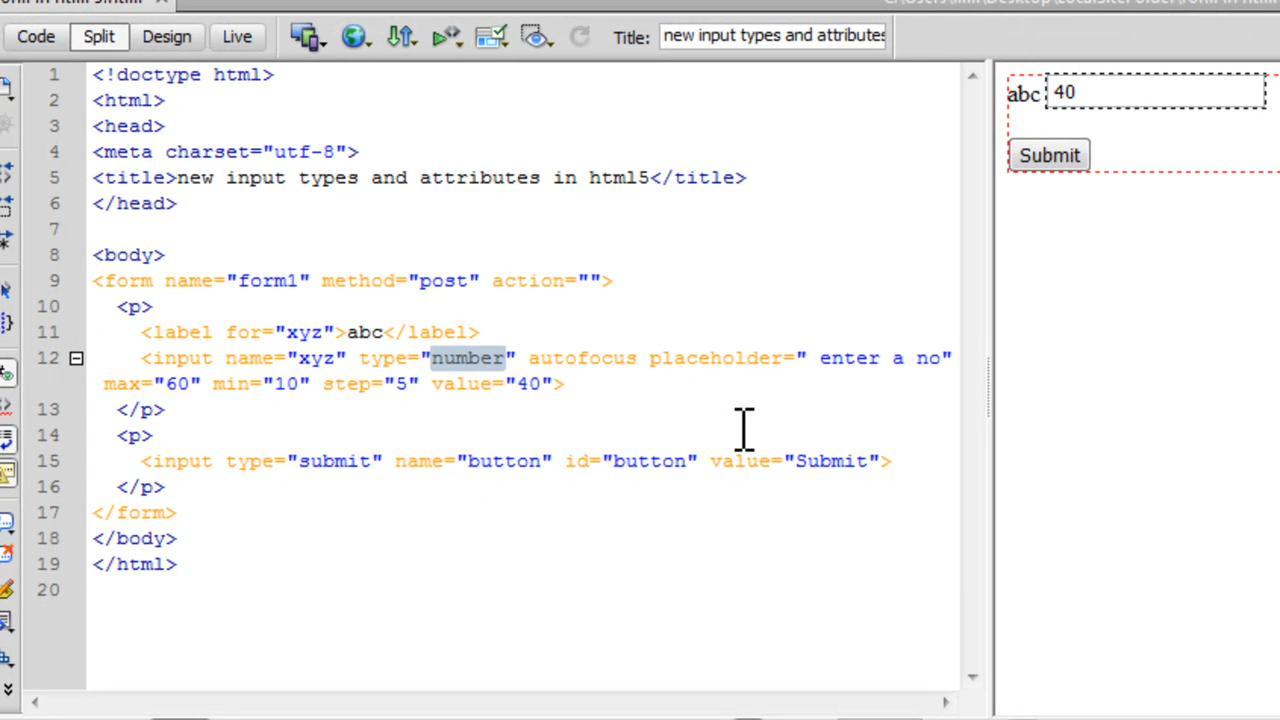 Code Split Design Live Title: new input types and attributes
1 <!doctype html>
2 <html>
3 <head>
4 <meta charset="utf-8">
5 <title>new input types and attributes in html5</title>
6 </head>
7
8 <body>
9 <form name="form1" method="post" action="">
10 <p>
11 <label for="xyz">abc</label>
12 <input name="xyz" type="number" autofocus placeholder=" enter a no"
max="60" min="10" step="5" value="40">
13 </p>
14 <p>
15 <input type="submit" name="button" id="button" value="Submit">
16 </p>
17 </form>
18 </body>
19 </html>
20
abc 40
Submit